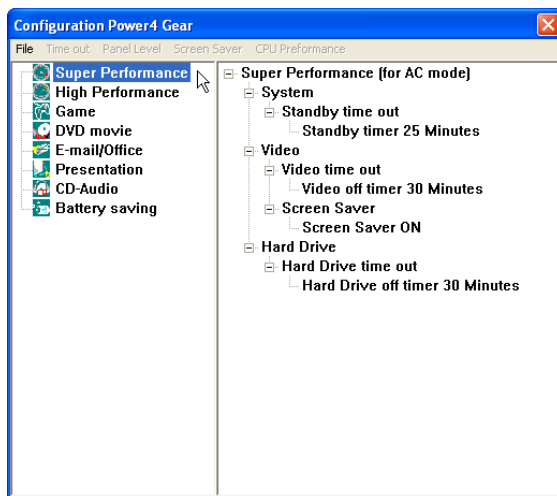 Configuration Power4 Gear
File Time out Panel Level Screen Saver CPU Preformance
Super Performance
High Performance
Game
DVD movie
E-mail/Office
Presentation
CD-Audio
Battery saving
Super Performance (for AC mode)
System
Standby time out
Standby timer 25 Minutes
Video
Video time out
Video off timer 30 Minutes
Screen Saver
Screen Saver ON
Hard Drive
Hard Drive time out
Hard Drive off timer 30 Minutes